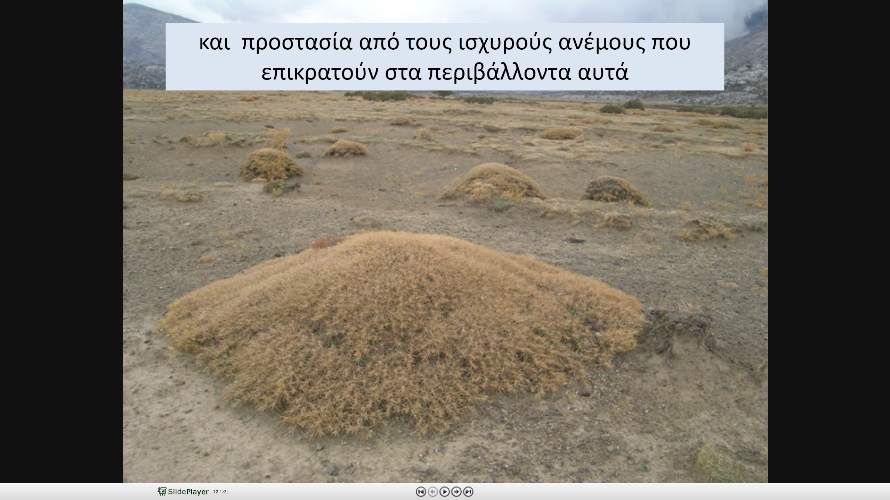 και προστασία από τους ισχυρούς ανέμους που
επικρατούν στα περιβάλλοντα αυτά
SlidePlayer